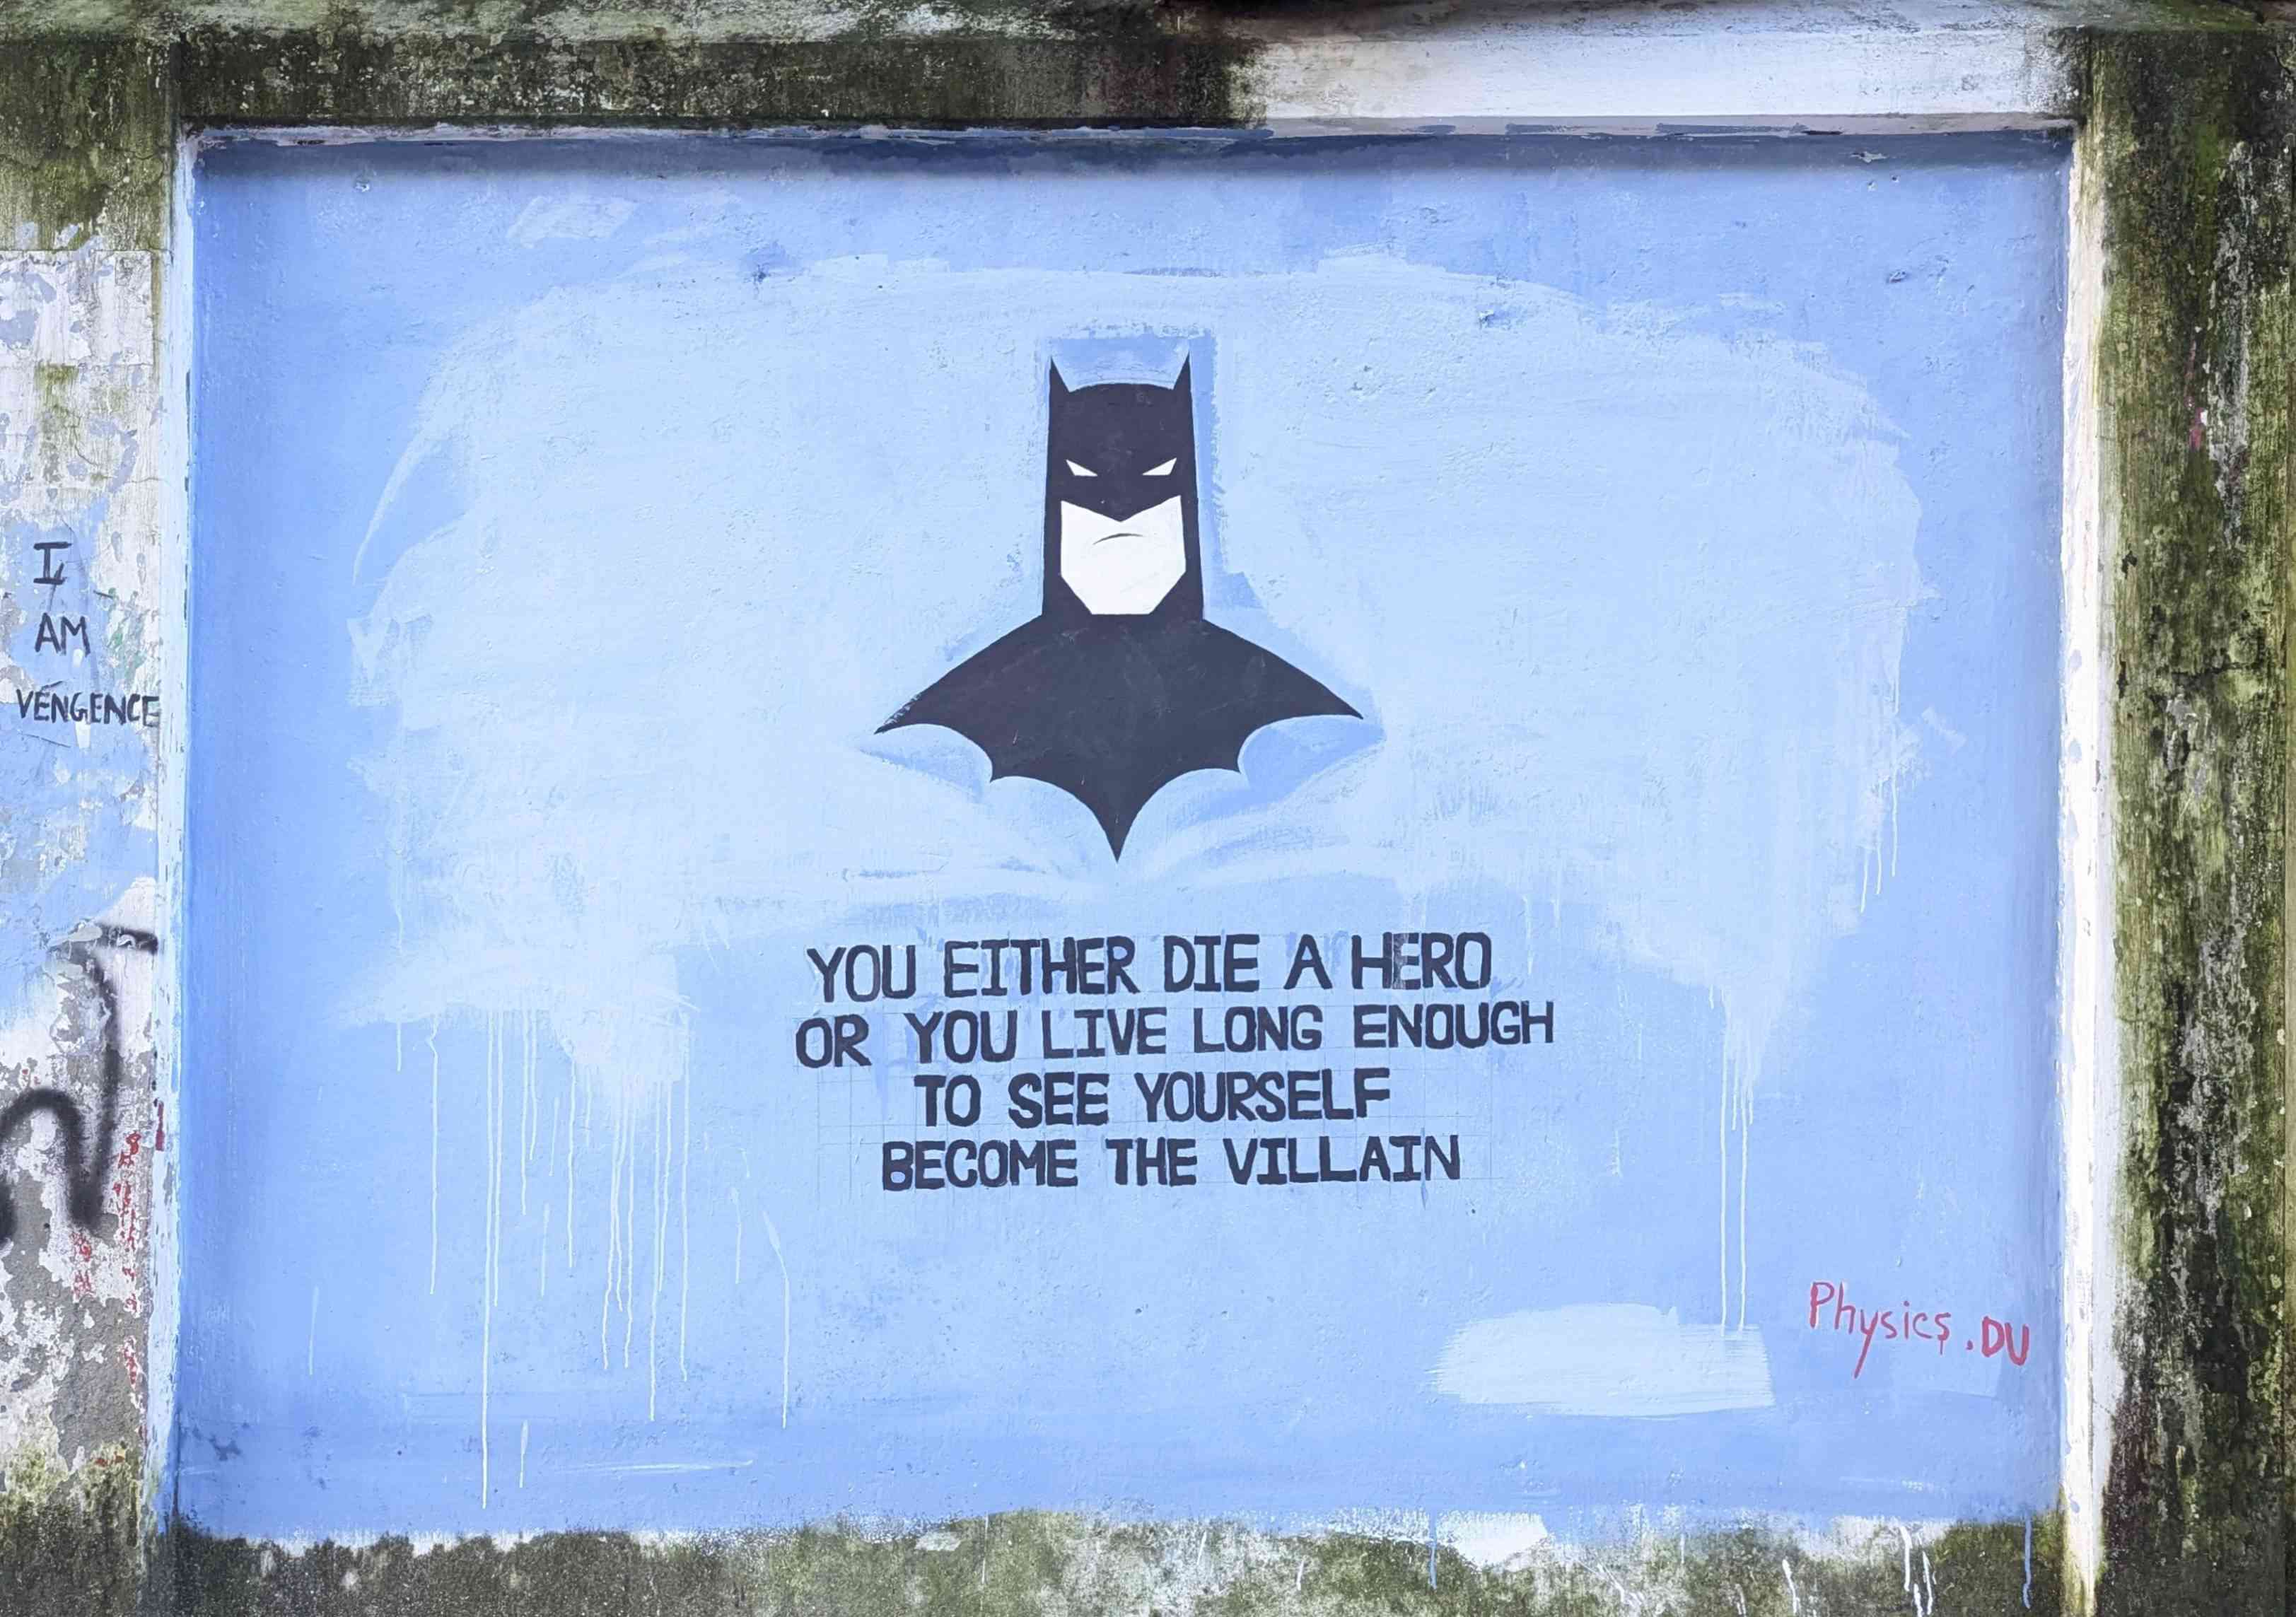 I
AM
VENGENCE
YOU EITHER DIE A HERO
OR YOU LIVE LONG ENOUGH
TO SEE YOURSELF
BECOME THE VILLAIN
Physics.DU